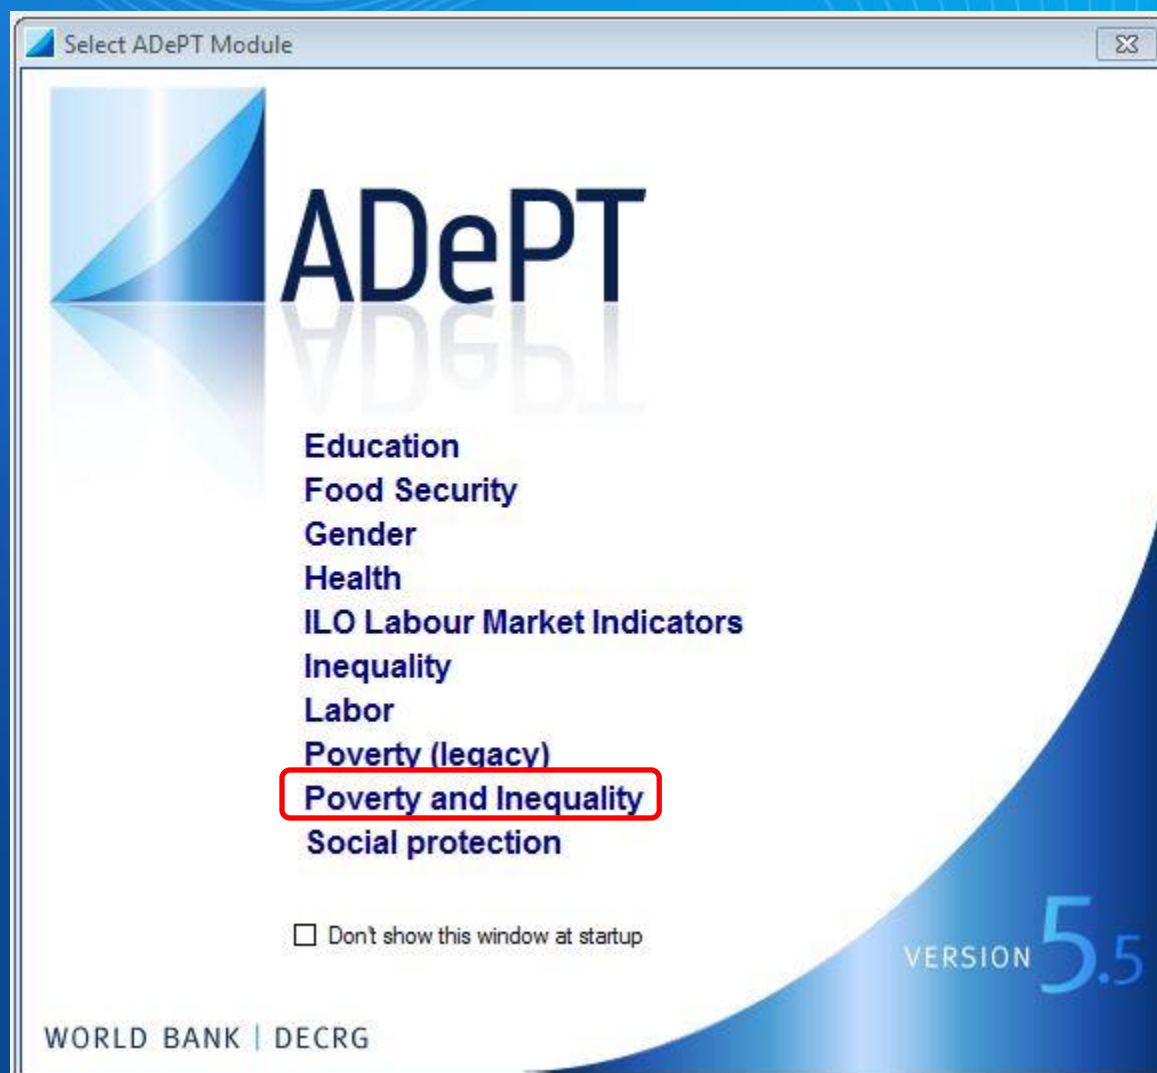 Select ADePT Module
ADePT
Education
Food Security
Gender
Health
ILO Labour Market Indicators
Inequality
Labor
Poverty (legacy)
Poverty and Inequality
Social protection
Don't show this window at startup
VERSION 5.5
WORLD BANK | DECRG